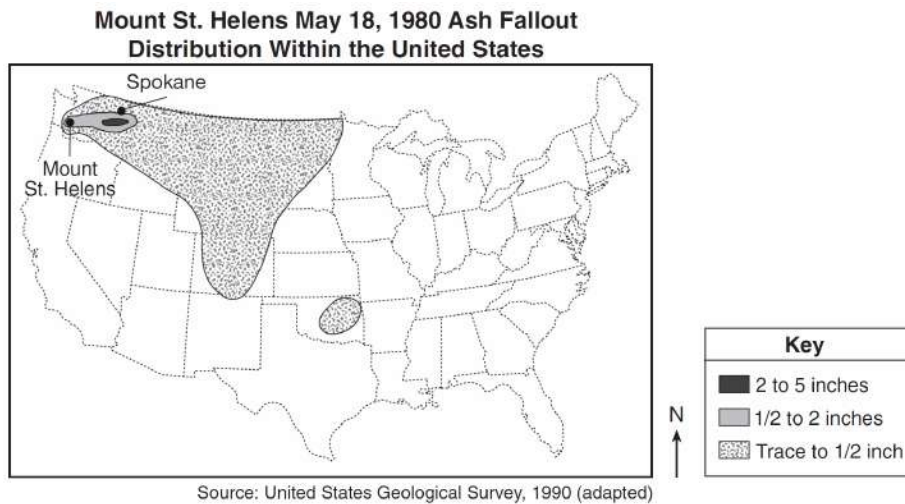 Mount St. Helens May 18, 1980 Ash Fallout
Distribution Within the United States
Spokane
Mount
St. Helens
N
Key
2 to 5 inches
1/2 to 2 inches
Trace to 1/2 inch
Source: United States Geological Survey, 1990 (adapted)